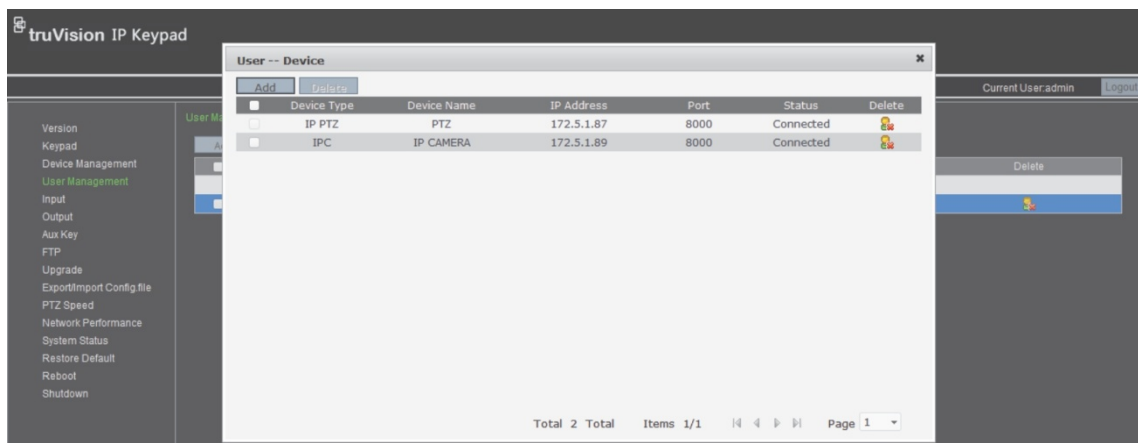 truVision IP Keypad
Current User:admin Logout
Version
Keypad
Device Management
User Management
Input
Output
Aux Key
FTP
Upgrade
Export/Import Config.file
PTZ Speed
Network Performance
System Status
Restore Default
Reboot
Shutdown
User
Delete
User -- Device
Add Delete
Device Type Device Name IP Address Port Status Delete
IP PTZ PTZ 172.5.1.87 8000 Connected
IPC IP CAMERA 172.5.1.89 8000 Connected
Total 2 Total Items 1/1 Page 1